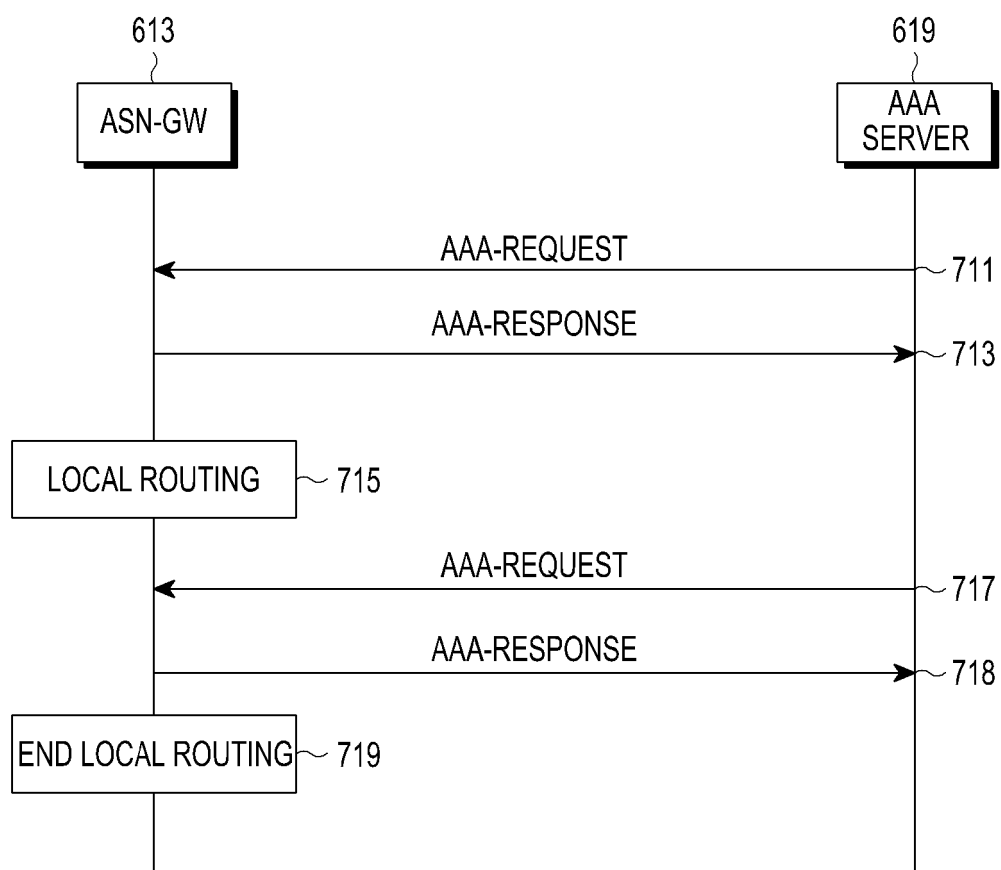 613
619
ASN-GW
AAA
SERVER
AAA-REQUEST
711
AAA-RESPONSE
713
LOCAL ROUTING
715
AAA-REQUEST
717
AAA-RESPONSE
718
END LOCAL ROUTING
719